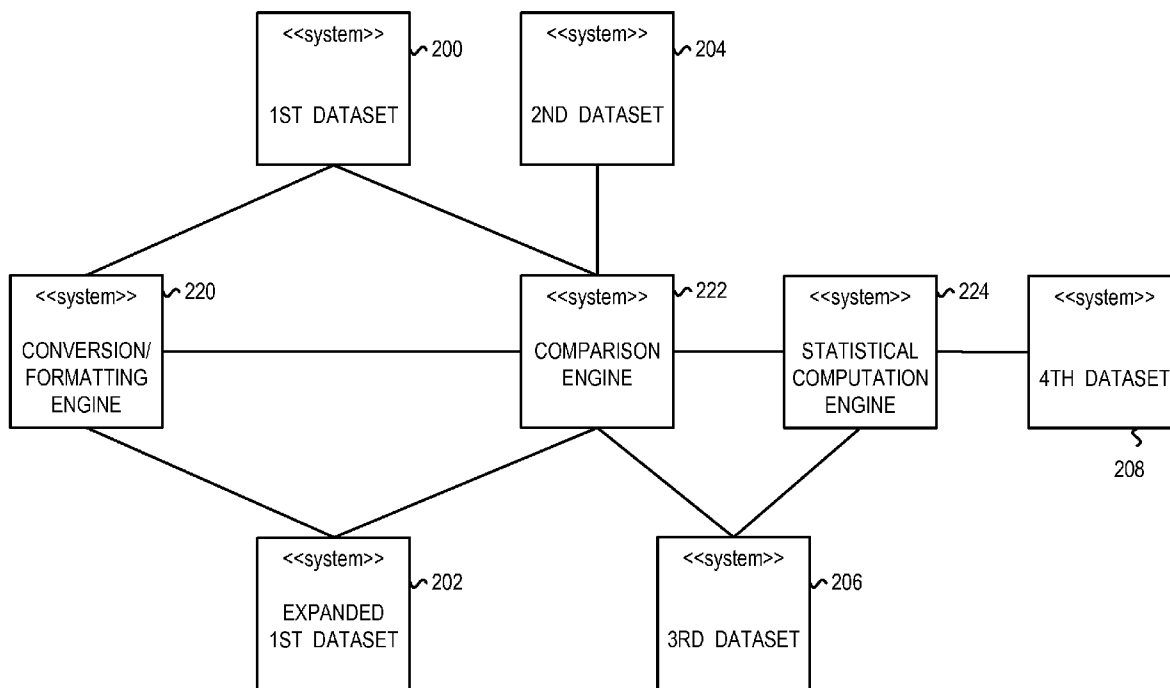 <<system>>
200
1ST DATASET
<<system>>
204
2ND DATASET
<<system>>
220
CONVERSION/
FORMATTING
ENGINE
<<system>>
222
COMPARISON
ENGINE
<<system>>
224
STATISTICAL
COMPUTATION
ENGINE
<<system>>
4TH DATASET
208
<<system>>
202
EXPANDED
1ST DATASET
<<system>>
206
3RD DATASET